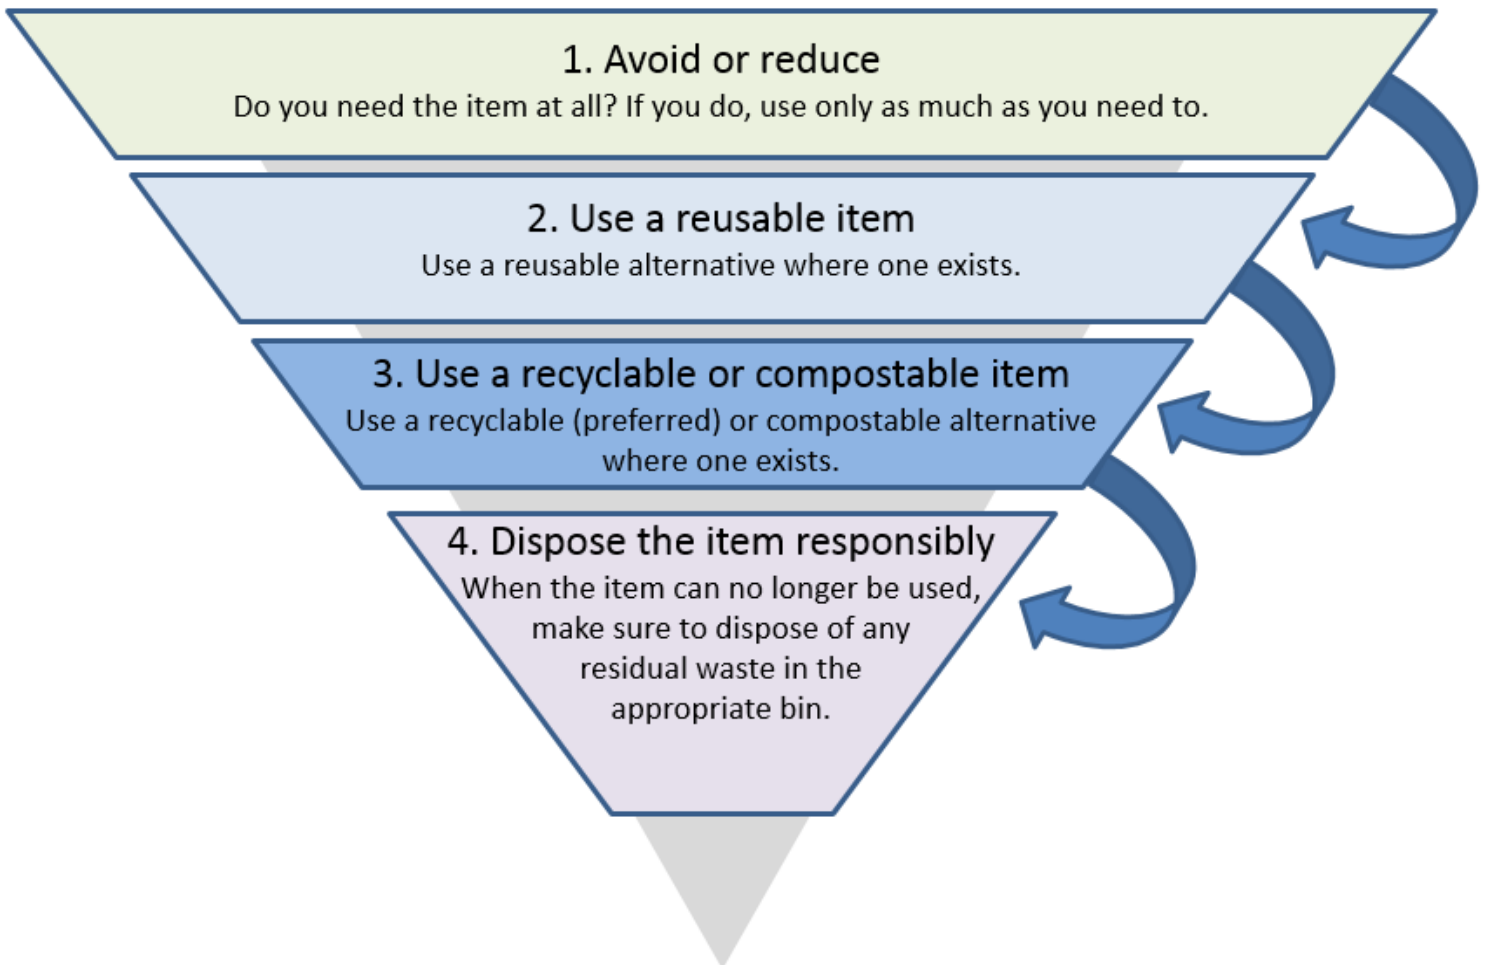 1. Avoid or reduce
Do you need the item at all? If you do, use only as much as you need to.
2. Use a reusable item
Use a reusable alternative where one exists.
3. Use a recyclable or compostable item
Use a recyclable (preferred) or compostable alternative
where one exists.
4. Dispose the item responsibly
When the item can no longer be used,
make sure to dispose of any
residual waste in the
appropriate bin.